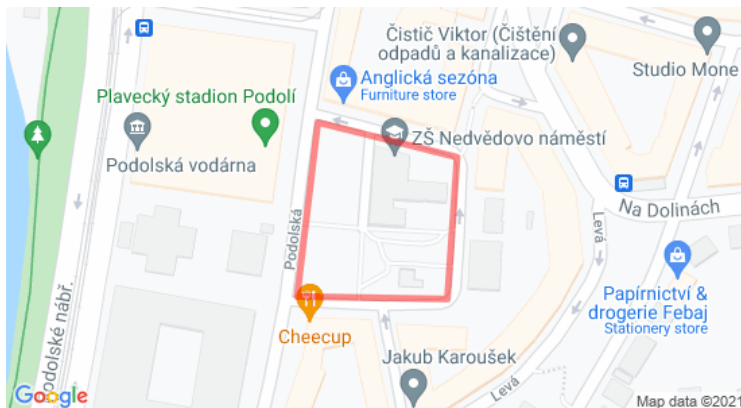 Čistič Viktor (Čištění
odpadů a kanalizace)
Studio Mone
Anglická sezóna
Furniture store
Plavecký stadion Podolí
Podolská vodárna
ZŠ Nedvědovo náměstí
Na Dolinách
Levá
Podolská
Papírnictví &
drogerie Febaj
Stationery store
Cheecup
Jakub Karoušek
Levá
Podolské nábř.
Google
Map data ©2021